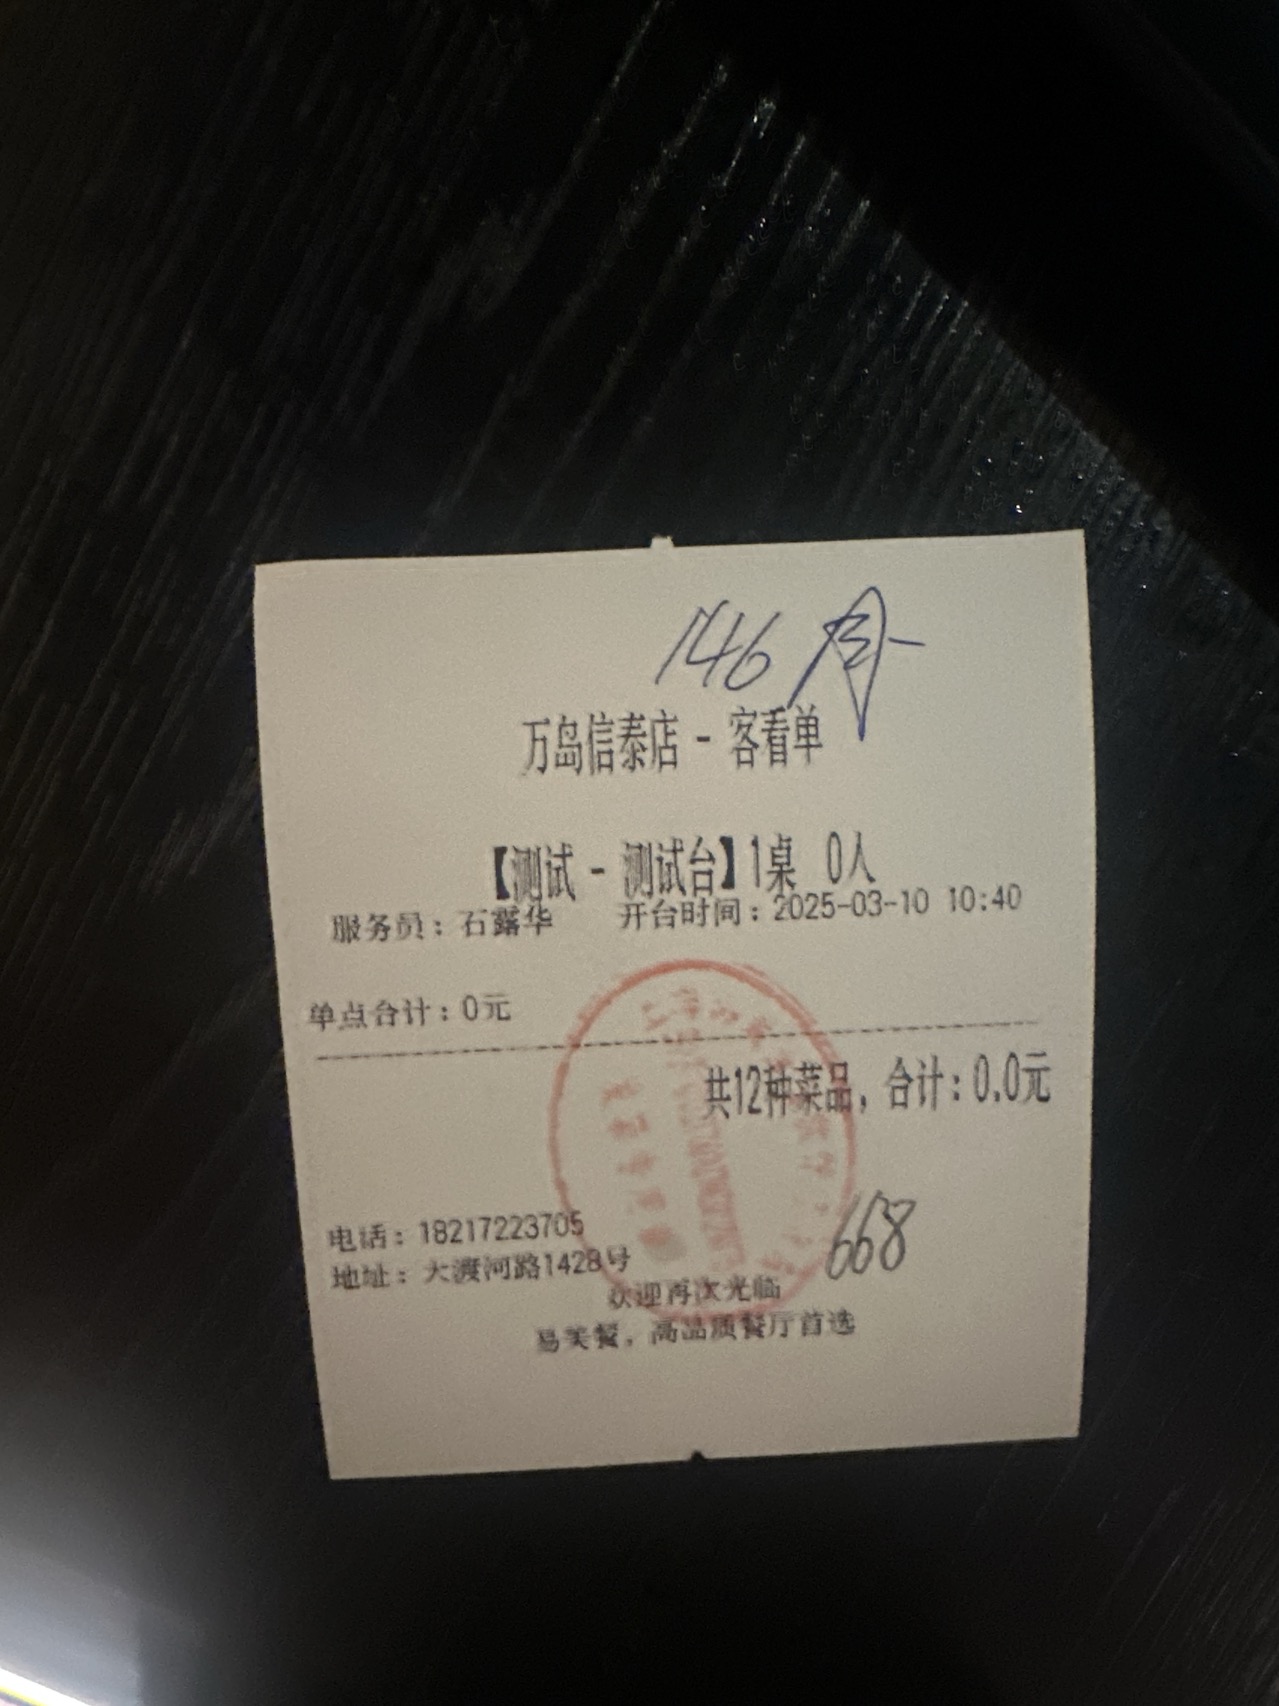 146
万岛信泰店 - 客看单
【测试 - 测试台】1桌 0人
服务员：石露华 开台时间：2025-03-10 10:40
单点合计：0元
共12种菜品，合计：0.0元
668
电话：18217223705
地址：大渡河路1428号
欢迎再次光临
易美餐，高品质餐厅首选